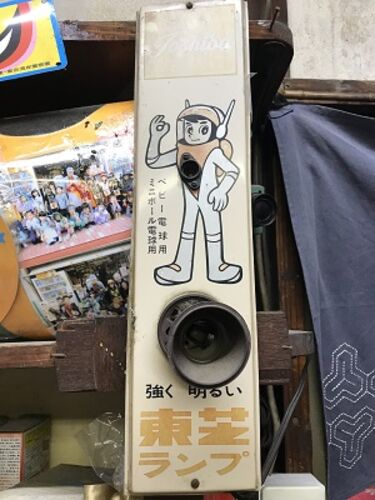 Toshiba
ベビー電球用
ミニボール電球用
強く 明るい
東芝
ランプ